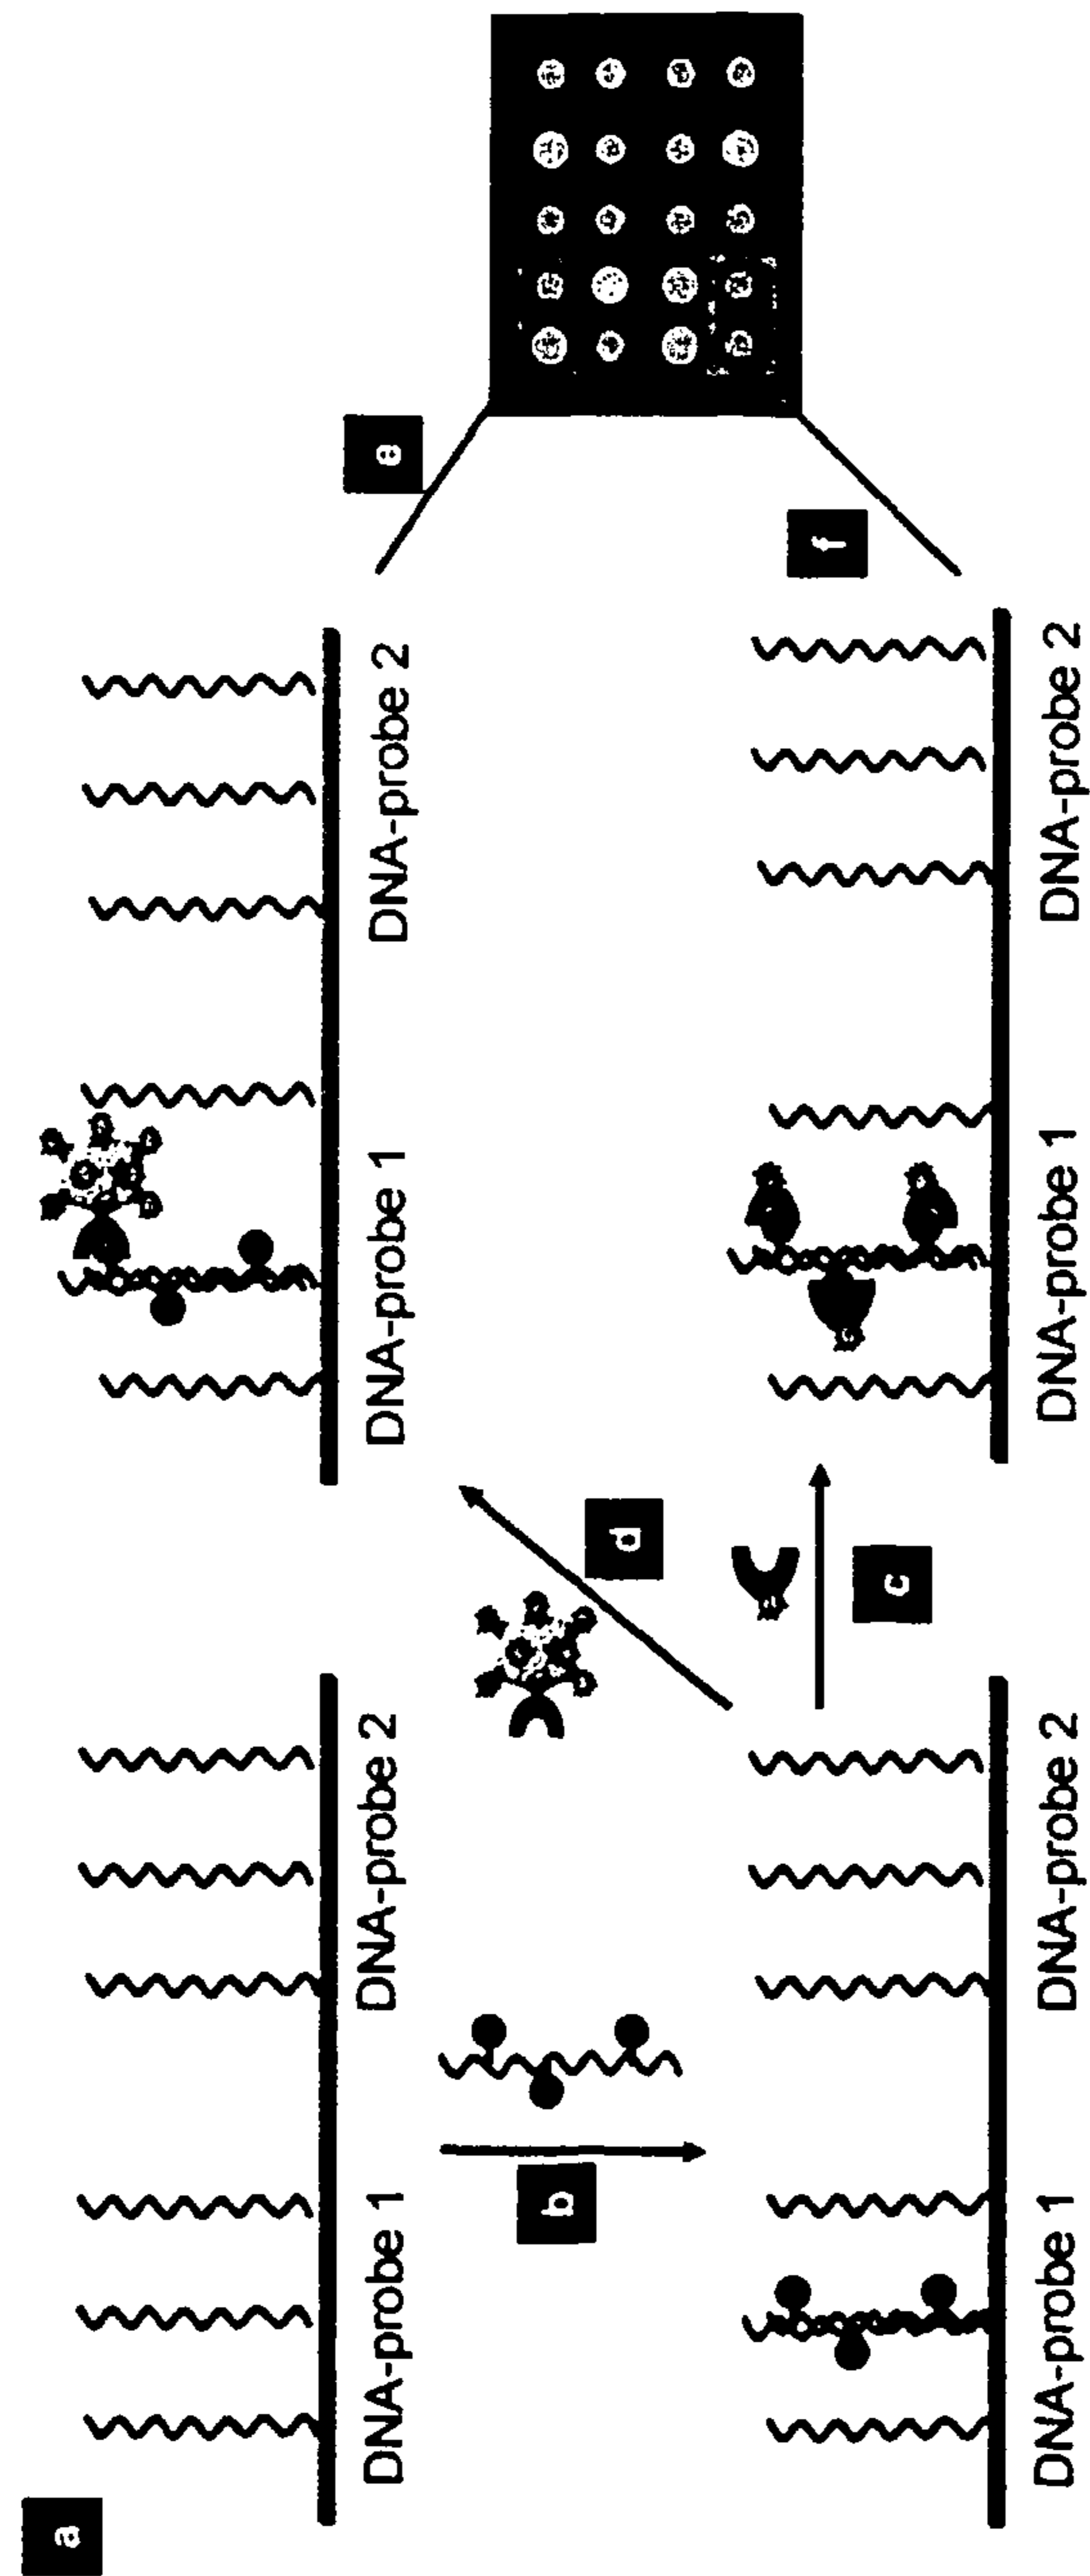 a
DNA-probe 1
DNA-probe 2
b
DNA-probe 1
DNA-probe 2
c
d
DNA-probe 1
DNA-probe 2
DNA-probe 1
DNA-probe 2
e
f